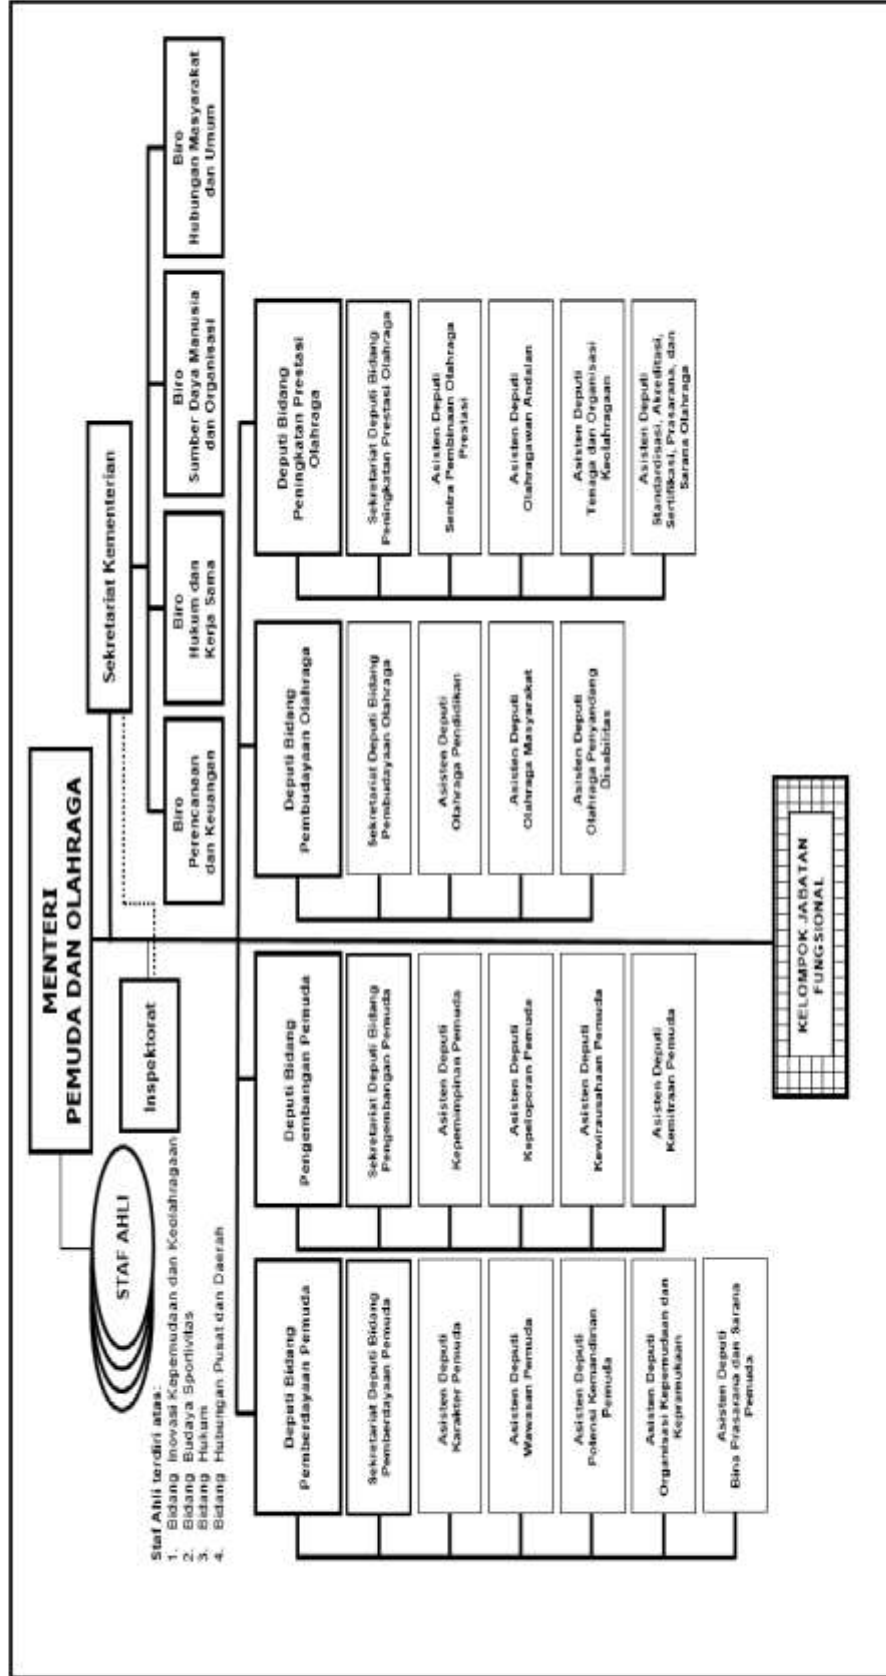 MENTERI
PEMUDA DAN OLAHRAGA
STAF AHLI
Staf Ahli terdiri atas:
1. Bidang Inovasi Kepemudaan dan Keolahragaan
2. Bidang Budaya Sportivitas
3. Bidang Hukum
4. Bidang Hubungan Pusat dan Daerah
Inspektorat
Sekretariat Kementerian
Biro
Perencanaan
dan Keuangan
Biro
Hukum dan
Kerja Sama
Biro
Sumber Daya Manusia
dan Organisasi
Biro
Hubungan Masyarakat
dan Umum
Deputi Bidang
Pemberdayaan Pemuda
Sekretariat Deputi Bidang
Pemberdayaan Pemuda
Asisten Deputi
Karakter Pemuda
Asisten Deputi
Wawasan Pemuda
Asisten Deputi
Potensi Kemandirian
Pemuda
Asisten Deputi
Organisasi Kepemudaan dan
Kepramukaan
Asisten Deputi
Bina Prasarana dan Sarana
Pemuda
Deputi Bidang
Pengembangan Pemuda
Sekretariat Deputi Bidang
Pengembangan Pemuda
Asisten Deputi
Kepemimpinan Pemuda
Asisten Deputi
Kepeloporan Pemuda
Asisten Deputi
Kewirausahaan Pemuda
Asisten Deputi
Kemitraan Pemuda
Deputi Bidang
Pembudayaan Olahraga
Sekretariat Deputi Bidang
Pembudayaan Olahraga
Asisten Deputi
Olahraga Pendidikan
Asisten Deputi
Olahraga Masyarakat
Asisten Deputi
Olahraga Penyandang
Disabilitas
Deputi Bidang
Peningkatan Prestasi
Olahraga
Sekretariat Deputi Bidang
Peningkatan Prestasi Olahraga
Asisten Deputi
Sentra Pembinaan Olahraga
Prestasi
Asisten Deputi
Olahragawan Andalan
Asisten Deputi
Tenaga dan Organisasi
Keolahragaan
Asisten Deputi
Standardisasi, Akreditasi,
Sertifikasi, Prasarana, dan
Sarana Olahraga
KELOMPOK JABATAN
FUNGSIONAL